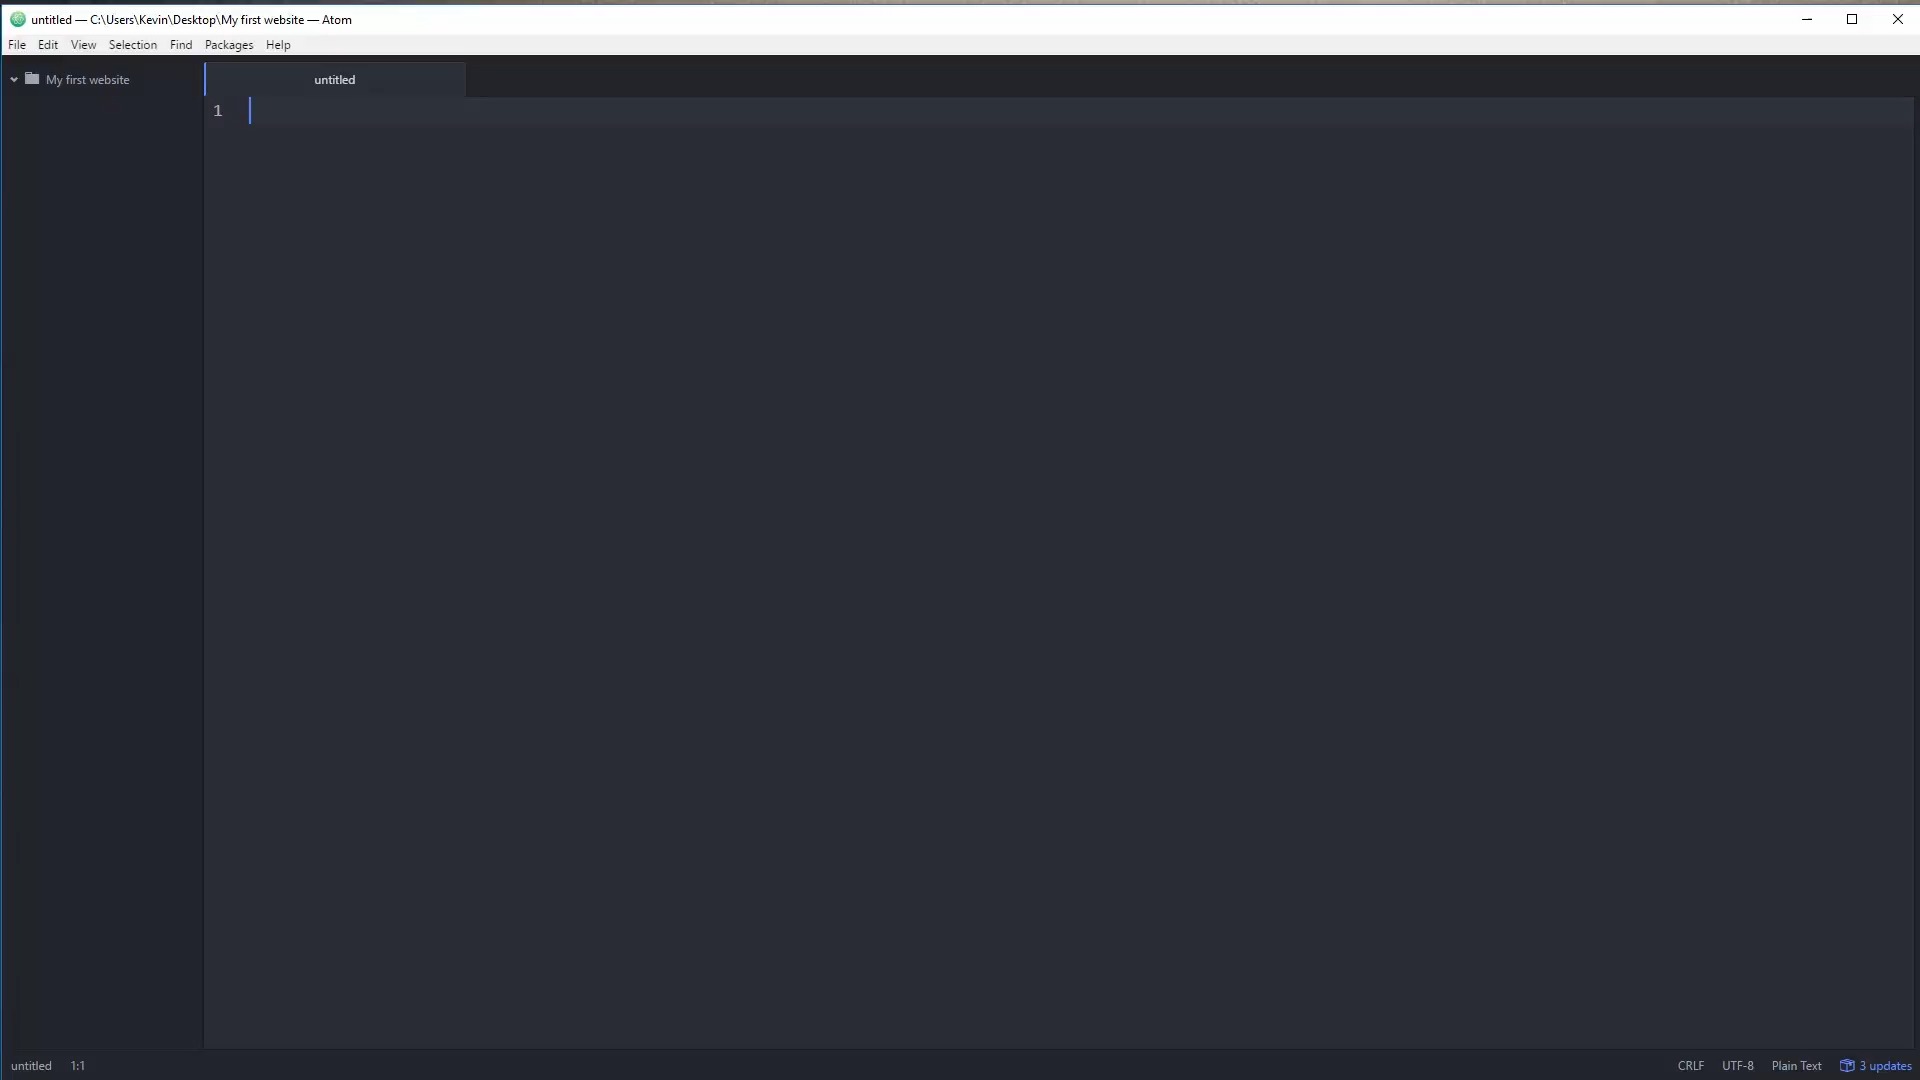 untitled — C:\Users\Kevin\Desktop\My first website — Atom
File Edit View Selection Find Packages Help
My first website
untitled
1
untitled 1:1 CRLF UTF-8 Plain Text 3 updates